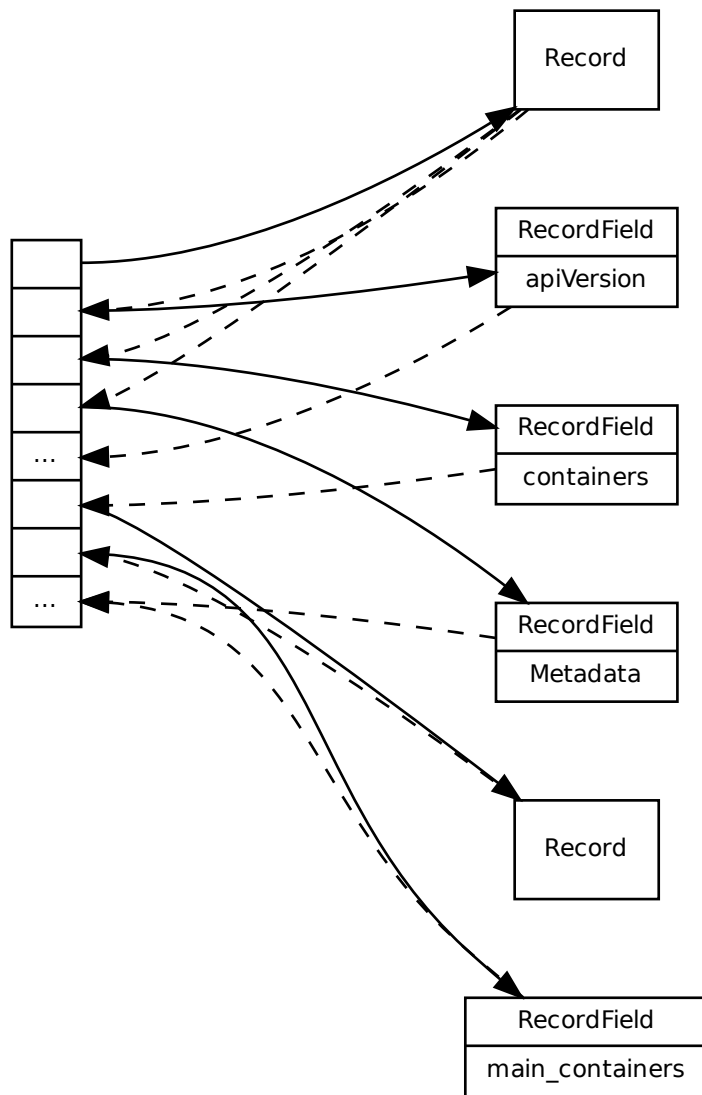 Record
RecordField
apiVersion
RecordField
containers
...
RecordField
Metadata
...
Record
RecordField
main_containers